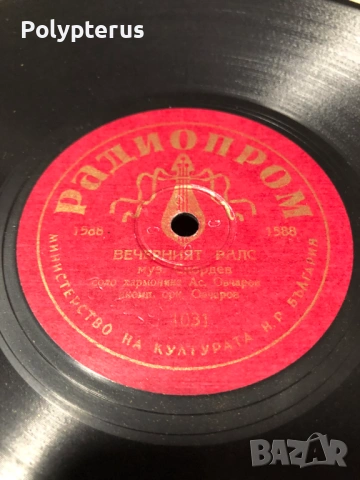 Polypterus
РАДИОПРОМ
1588 1588
ВЕЧЕРНИЯТ ВАЛС
муз.
Соло хармоника Ас. Овчаров
орк. Овчаров
1031
МИНИСТЕРСТВО НА КУЛТУРАТА Н.Р. БЪЛГАРИЯ
BAZAR